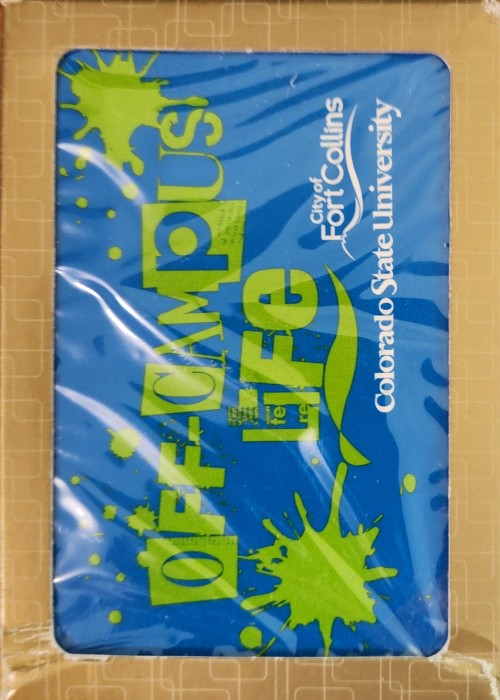 OFF-CAMPUS
LiFe
City of
Fort Collins
Colorado State University